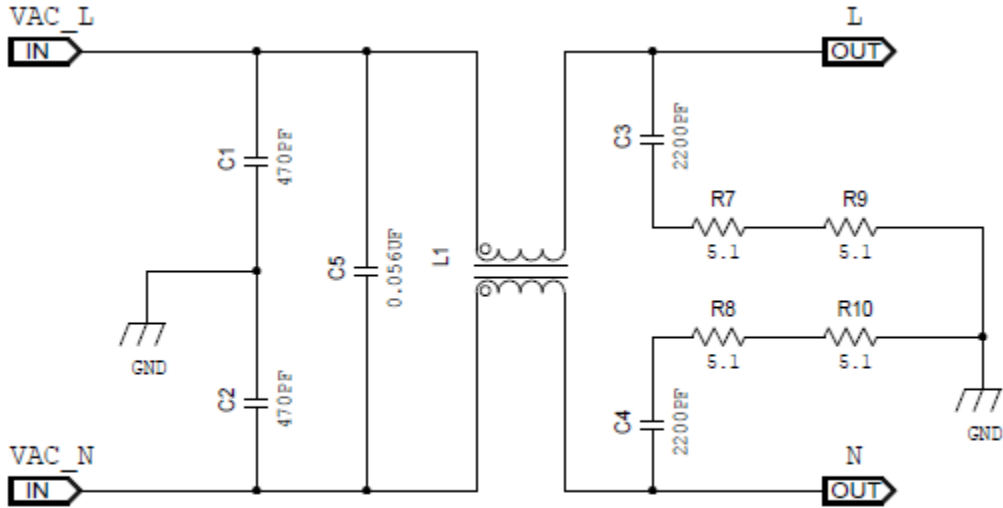 VAC_L
IN
L
OUT
C1
470PF
C3
2200PF
R7
5.1
R9
5.1
C5
0.056UF
L1
GND
R8
5.1
R10
5.1
C2
470PF
C4
2200PF
GND
VAC_N
IN
N
OUT